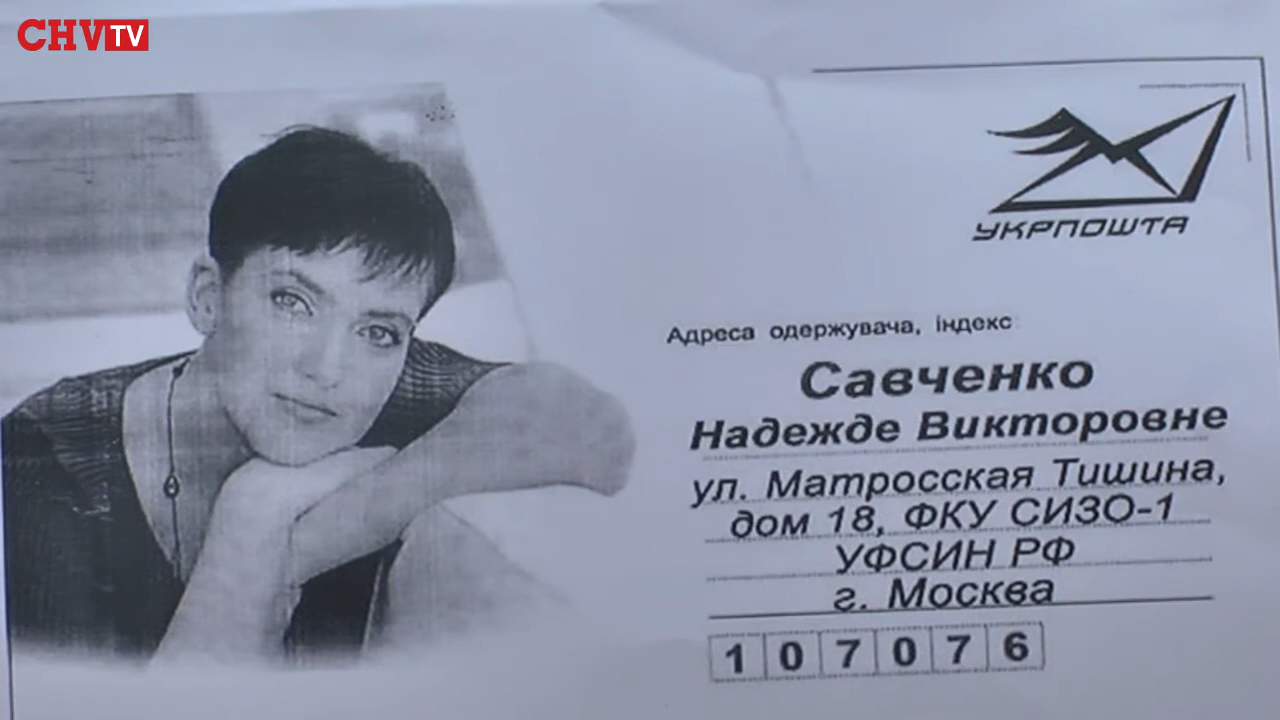 CHVTV
УКРПОШТА
Адреса одержувача, індекс
Савченко
Надежде Викторовне
ул. Матросская Тишина,
дом 18, ФКУ СИЗО-1
УФСИН РФ
г. Москва
107076